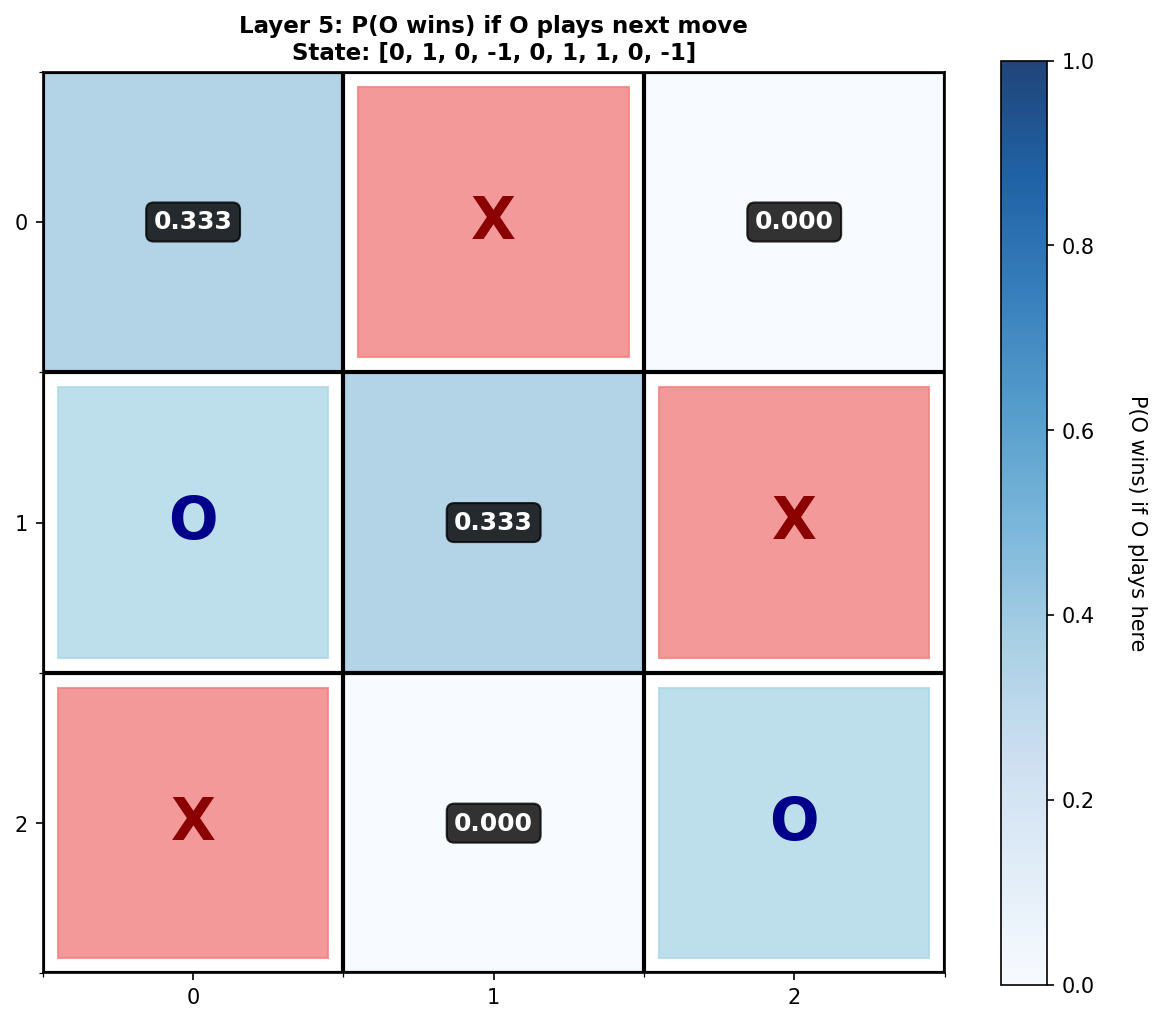 Layer 5: P(O wins) if O plays next move
State: [0, 1, 0, -1, 0, 1, 1, 0, -1]
0
0.333
X
0.000
1
O
0.333
X
2
X
0.000
O
0
1
2
1.0
0.8
0.6
0.4
0.2
0.0
P(O wins) if O plays here